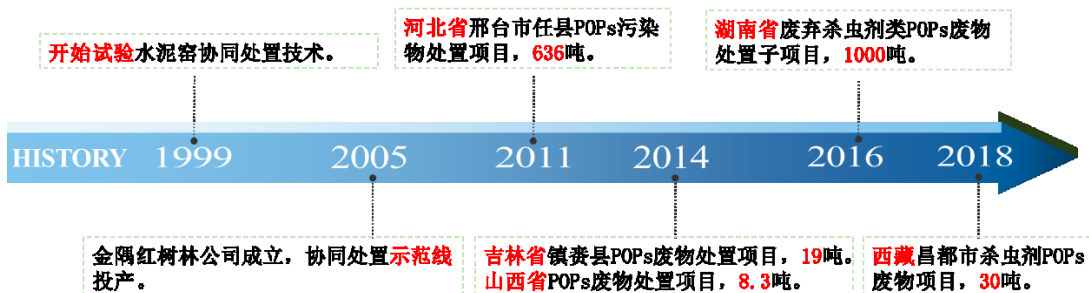 开始试验水泥窑协同处置技术。
河北省邢台市任县POPs污染
物处置项目，636吨。
湖南省废弃杀虫剂类POPs废物
处置子项目，1000吨。
HISTORY 1999 2005 2011 2014 2016 2018
金隅红树林公司成立，协同处置示范线
投产。
吉林省镇赉县POPs废物处置项目，19吨。
山西省POPs废物处置项目，8.3吨。
西藏昌都市杀虫剂POPs
废物项目，30吨。